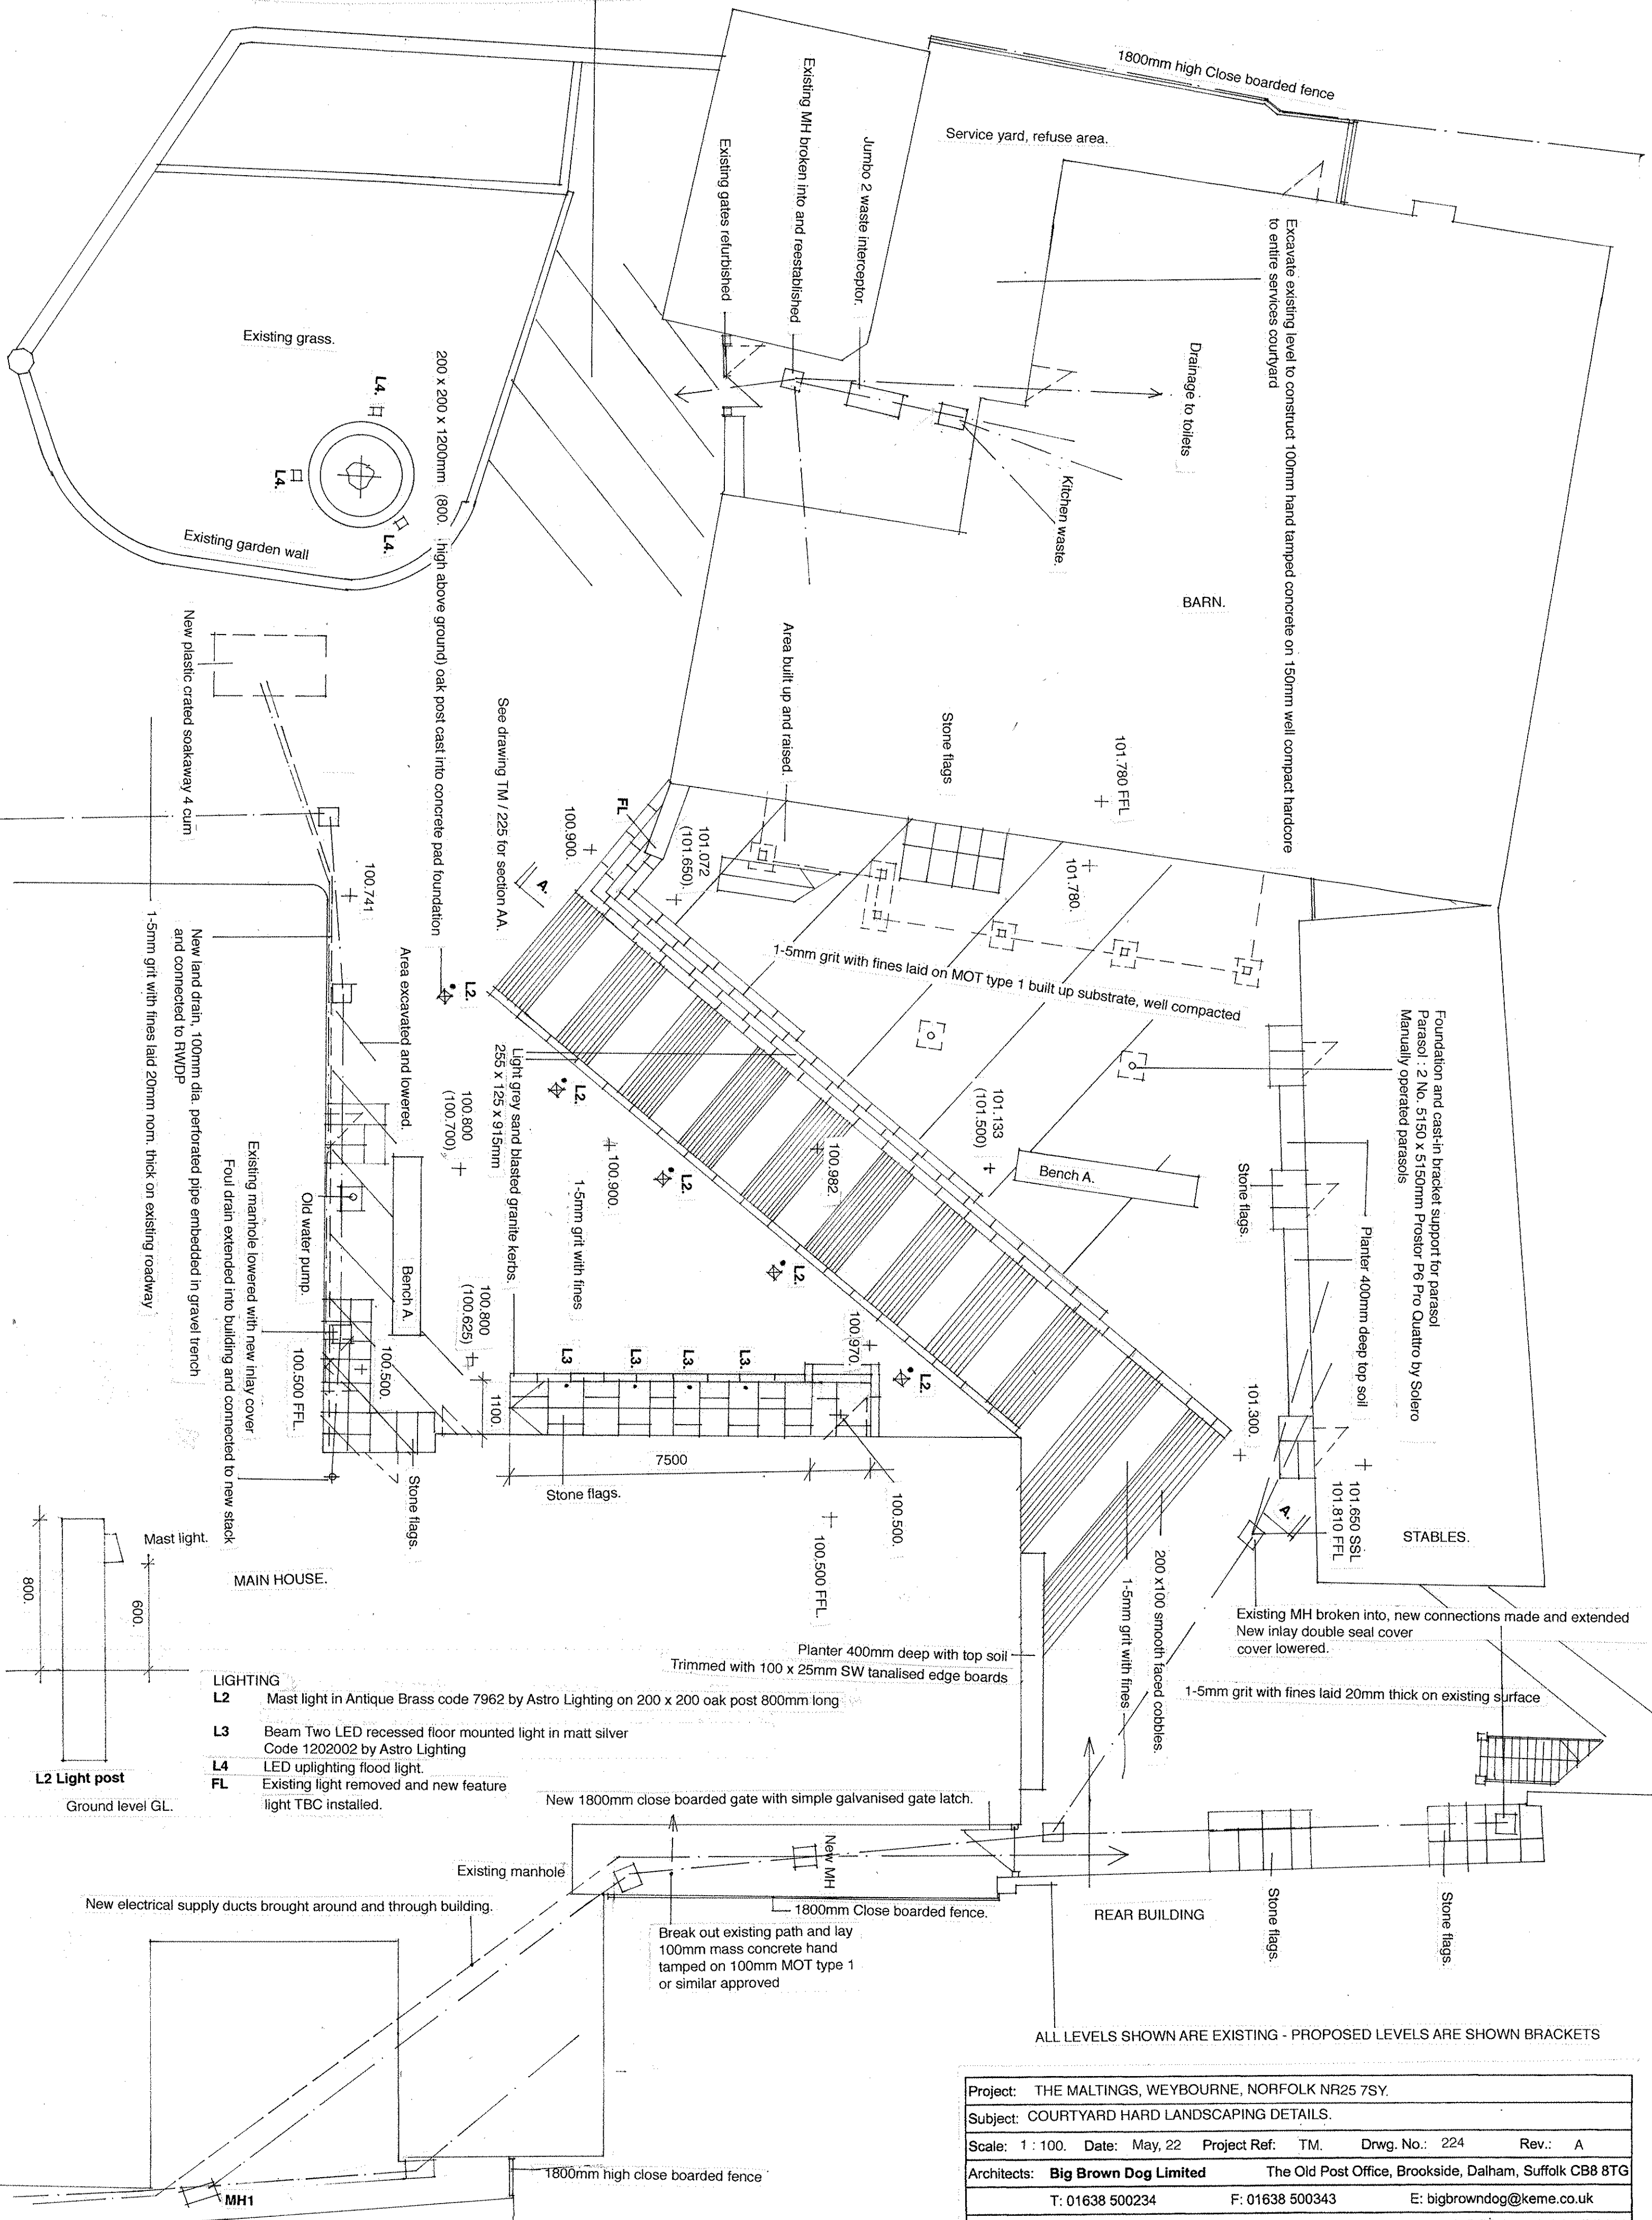 1800mm high Close boarded fence
Service yard, refuse area.
Existing MH broken into and reestablished
Existing gates refurbished
Jumbo 2 waste interceptor.
Excavate existing level to construct 100mm hand tamped concrete on 150mm well compact hardcore
to entire services courtyard
Existing grass.
L4.
L4.
L4.
Existing garden wall
Drainage to toilets
Kitchen waste.
BARN.
200 x 200 x 1200mm (800. high above ground) oak post cast into concrete pad foundation
New plastic crated soakaway 4 cum
Area built up and raised.
See drawing TM / 225 for section AA.
Stone flags
101.780 FFL
FL
100.900.
101.072
(101.650).
101.780.
A.
100.741
1-5mm grit with fines laid on MOT type 1 built up substrate, well compacted
L2.
Area excavated and lowered.
New land drain, 100mm dia. perforated pipe embedded in gravel trench
and connected to RWDP
1-5mm grit with fines laid 20mm nom. thick on existing roadway
Foundation and cast-in bracket support for parasol
Parasol : 2 No. 5150 x 5150mm Prostor P6 Pro Quattro by Solero
Manually operated parasols
Light grey sand blasted granite kerbs.
255 x 125 x 915mm
L2.
100.800
(100.700)
100.900.
101.133
(101.500)
100.982.
L2.
Bench A.
Stone flags.
Planter 400mm deep top soil
1-5mm grit with fines
Existing manhole lowered with new inlay cover
Foul drain extended into building and connected to new stack
Old water pump.
Bench A.
L2.
100.800
(100.625)
100.970.
L3
L3.
L3.
L3.
L2.
100.500.
100.500 FFL.
1100.
101.300.
7500
Stone flags.
Stone flags.
100.500.
101.650 SSL
101.810 FFL
A.
STABLES.
Mast light.
MAIN HOUSE.
100.500 FFL.
800.
600.
200 x100 smooth faced cobbles.
1-5mm grit with fines
Existing MH broken into, new connections made and extended
New inlay double seal cover
cover lowered.
Planter 400mm deep with top soil
Trimmed with 100 x 25mm SW tanalised edge boards
1-5mm grit with fines laid 20mm thick on existing surface
LIGHTING
L2 Mast light in Antique Brass code 7962 by Astro Lighting on 200 x 200 oak post 800mm long
L3 Beam Two LED recessed floor mounted light in matt silver
Code 1202002 by Astro Lighting
L4 LED uplighting flood light.
FL Existing light removed and new feature
light TBC installed.
L2 Light post
Ground level GL.
New 1800mm close boarded gate with simple galvanised gate latch.
New MH
Existing manhole
New electrical supply ducts brought around and through building.
1800mm Close boarded fence.
REAR BUILDING
Stone flags.
Stone flags.
Break out existing path and lay
100mm mass concrete hand
tamped on 100mm MOT type 1
or similar approved
ALL LEVELS SHOWN ARE EXISTING - PROPOSED LEVELS ARE SHOWN BRACKETS
1800mm high close boarded fence
MH1
Project: THE MALTINGS, WEYBOURNE, NORFOLK NR25 7SY.
Subject: COURTYARD HARD LANDSCAPING DETAILS.
Scale: 1 : 100. Date: May, 22 Project Ref: TM. Drwg. No.: 224 Rev.: A
Architects: Big Brown Dog Limited The Old Post Office, Brookside, Dalham, Suffolk CB8 8TG
T: 01638 500234 F: 01638 500343 E: bigbrowndog@keme.co.uk